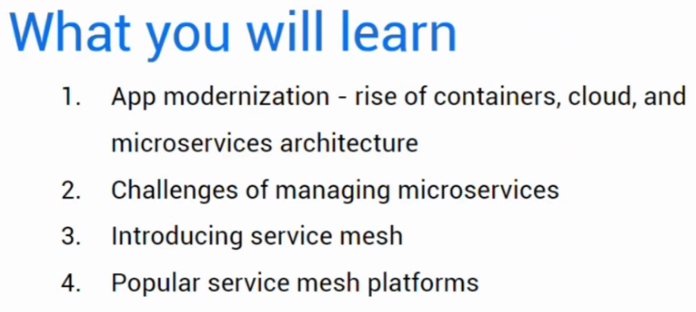 What you will learn
1. App modernization - rise of containers, cloud, and
microservices architecture
2. Challenges of managing microservices
3. Introducing service mesh
4. Popular service mesh platforms